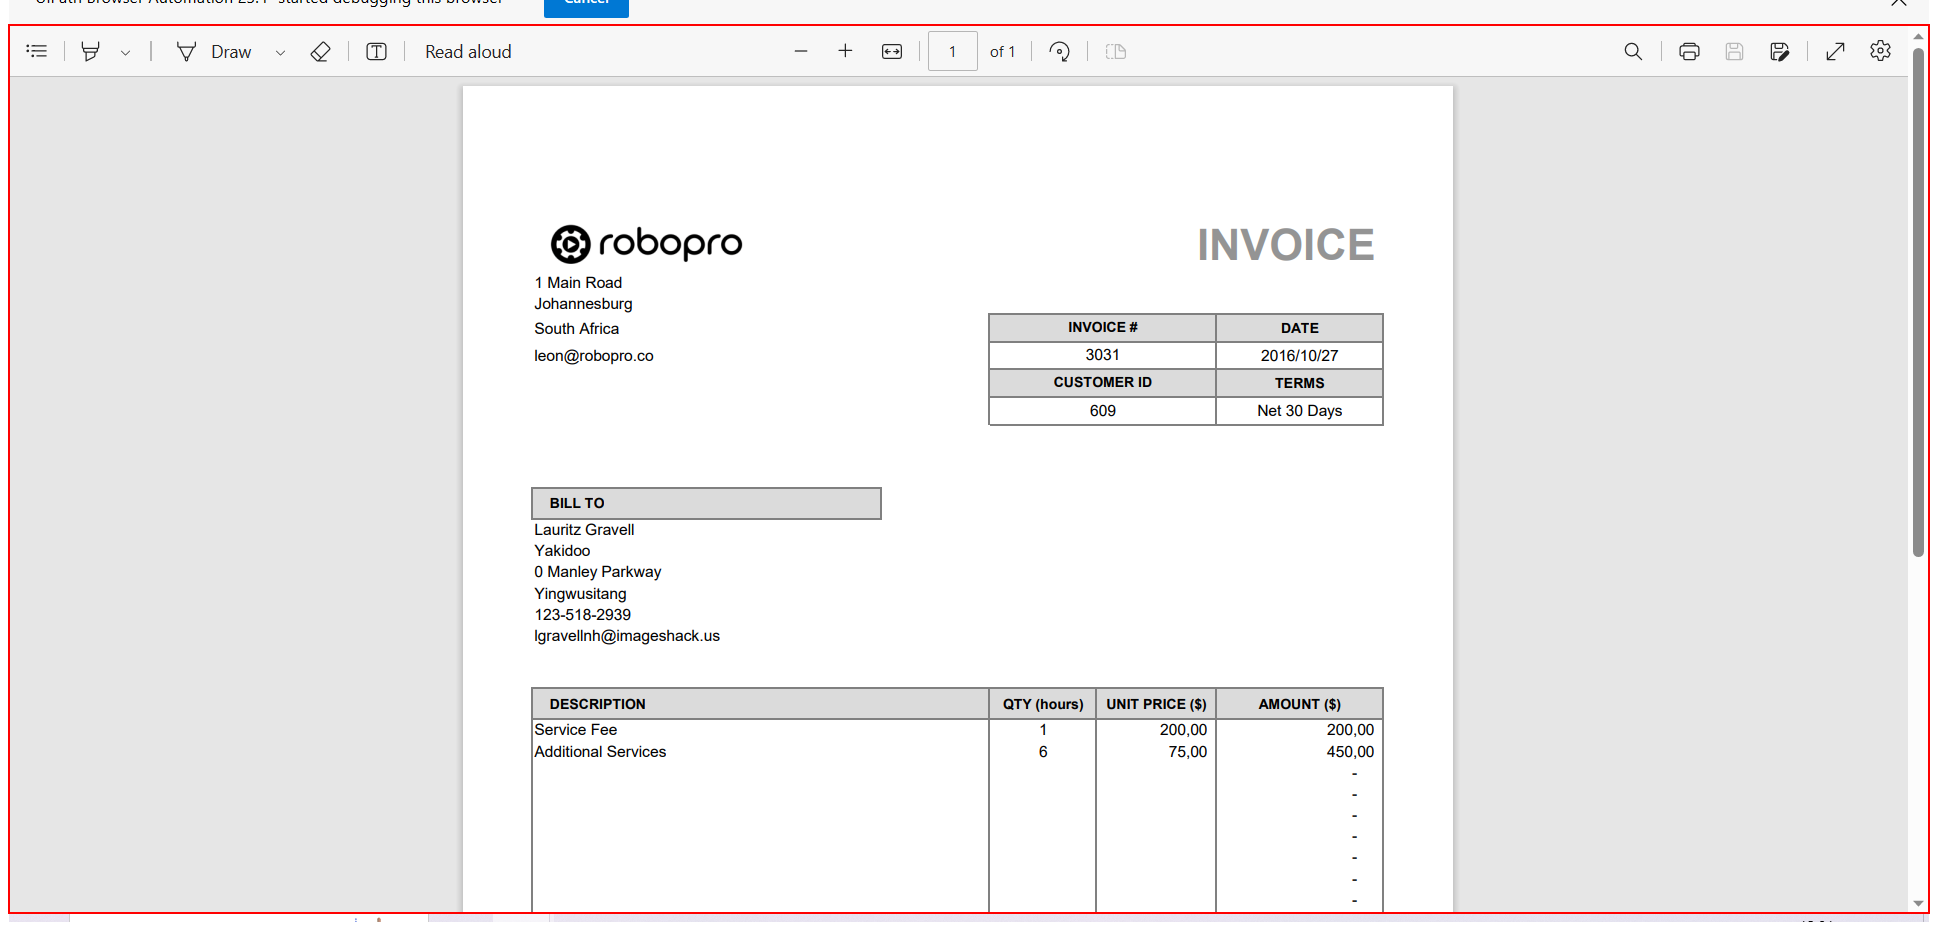 Draw
Read aloud
1 of 1
robopro
INVOICE
1 Main Road
Johannesburg
South Africa
leon@robopro.co
INVOICE # DATE
3031 2016/10/27
CUSTOMER ID TERMS
609 Net 30 Days
BILL TO
Lauritz Gravell
Yakidoo
0 Manley Parkway
Yingwusitang
123-518-2939
lgravellnh@imageshack.us
DESCRIPTION QTY (hours) UNIT PRICE ($) AMOUNT ($)
Service Fee 1 200,00 200,00
Additional Services 6 75,00 450,00
-
-
-
-
-
-
-